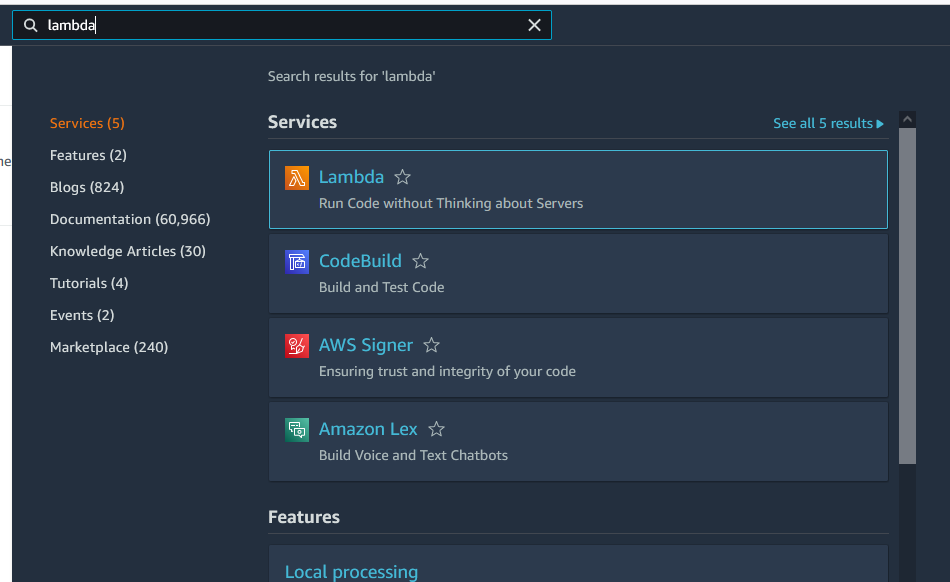 lambda
Search results for 'lambda'
Services (5)
Features (2)
Blogs (824)
Documentation (60,966)
Knowledge Articles (30)
Tutorials (4)
Events (2)
Marketplace (240)
Services
See all 5 results
Lambda
Run Code without Thinking about Servers
CodeBuild
Build and Test Code
AWS Signer
Ensuring trust and integrity of your code
Amazon Lex
Build Voice and Text Chatbots
Features
Local processing